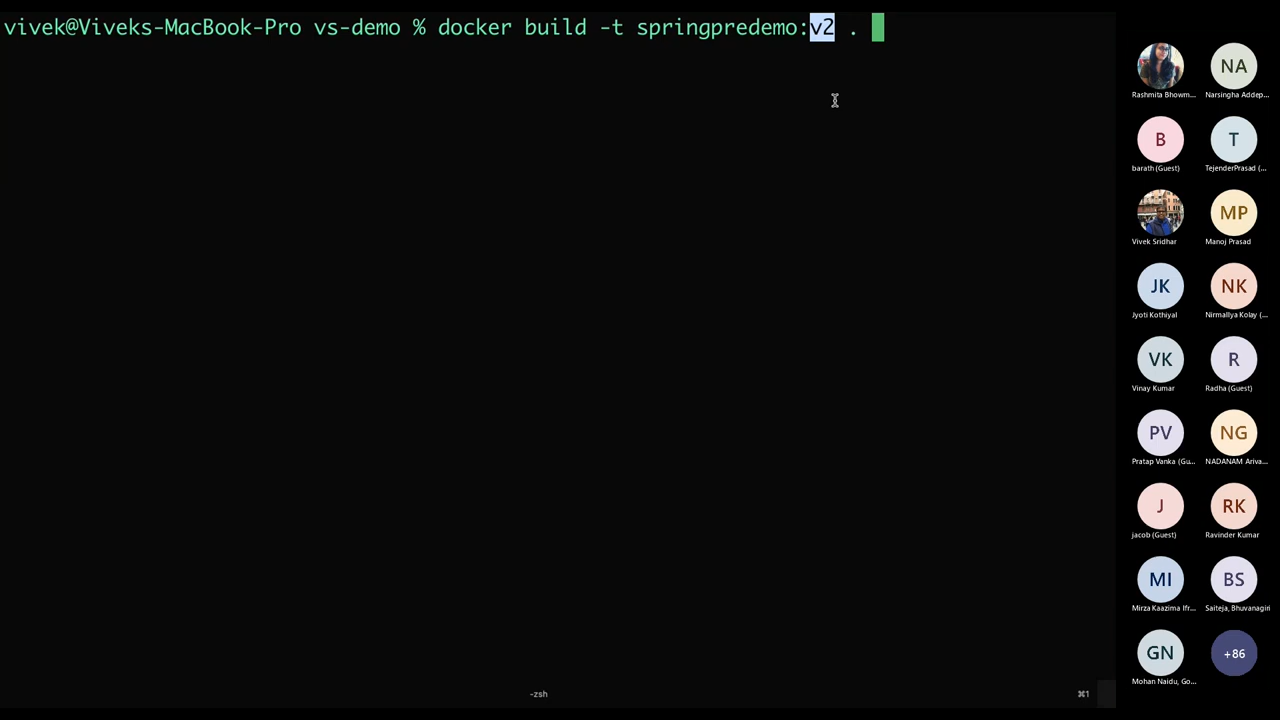 vivek@Viveks-MacBook-Pro vs-demo % docker build -t springpredemo:v2 .
NA
Rashmita Bhowm... Narsingha Addep...
B T
barath (Guest) TejenderPrasad (...
MP
Vivek Sridhar Manoj Prasad
JK NK
Jyoti Kothiyal Nirmallya Kolay (...
VK R
Vinay Kumar Radha (Guest)
PV NG
Pratap Vanka (Gu... NADANAM Ariva...
J RK
jacob (Guest) Ravinder Kumar
MI BS
Mirza Kaazima Ifr... Saiteja, Bhuvanagiri
GN +86
Mohan Naidu, Go...
-zsh ⌘1